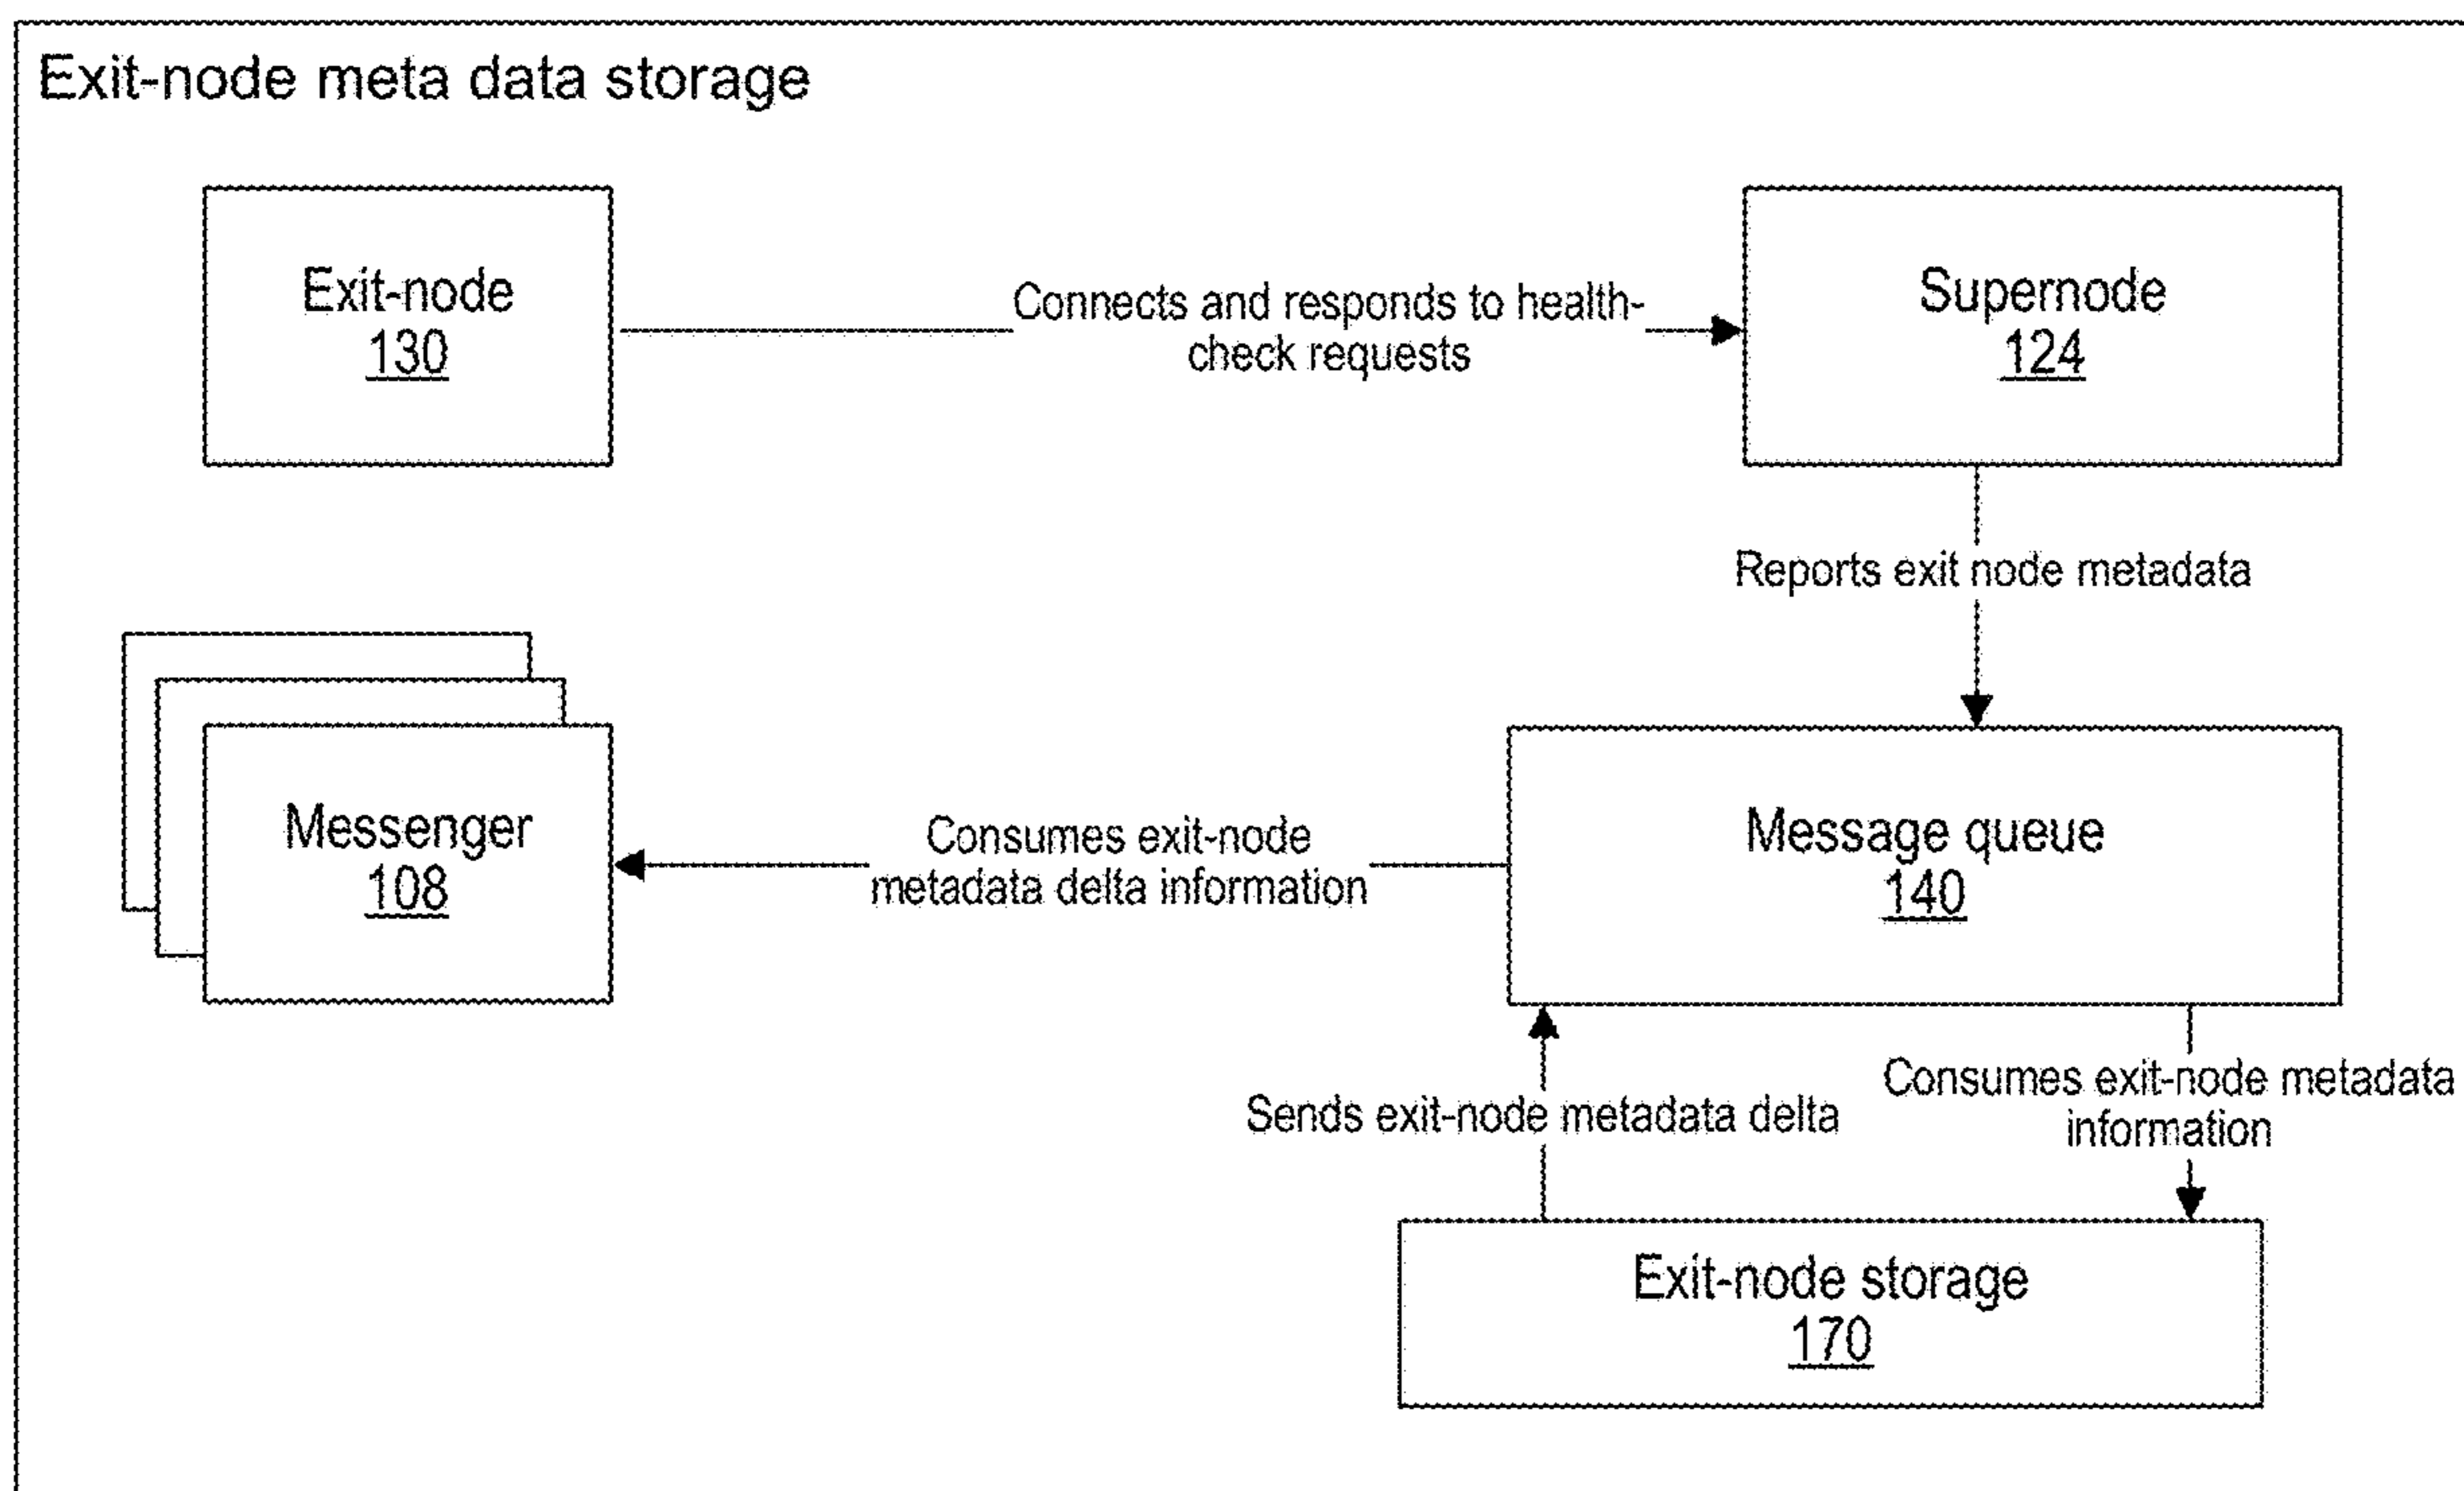 Exit-node meta data storage
Exit-node
130
Connects and responds to health-
check requests
Supernode
124
Reports exit node metadata
Messenger
108
Consumes exit-node
metadata delta information
Message queue
140
Sends exit-node metadata delta
Consumes exit-node metadata
information
Exit-node storage
170